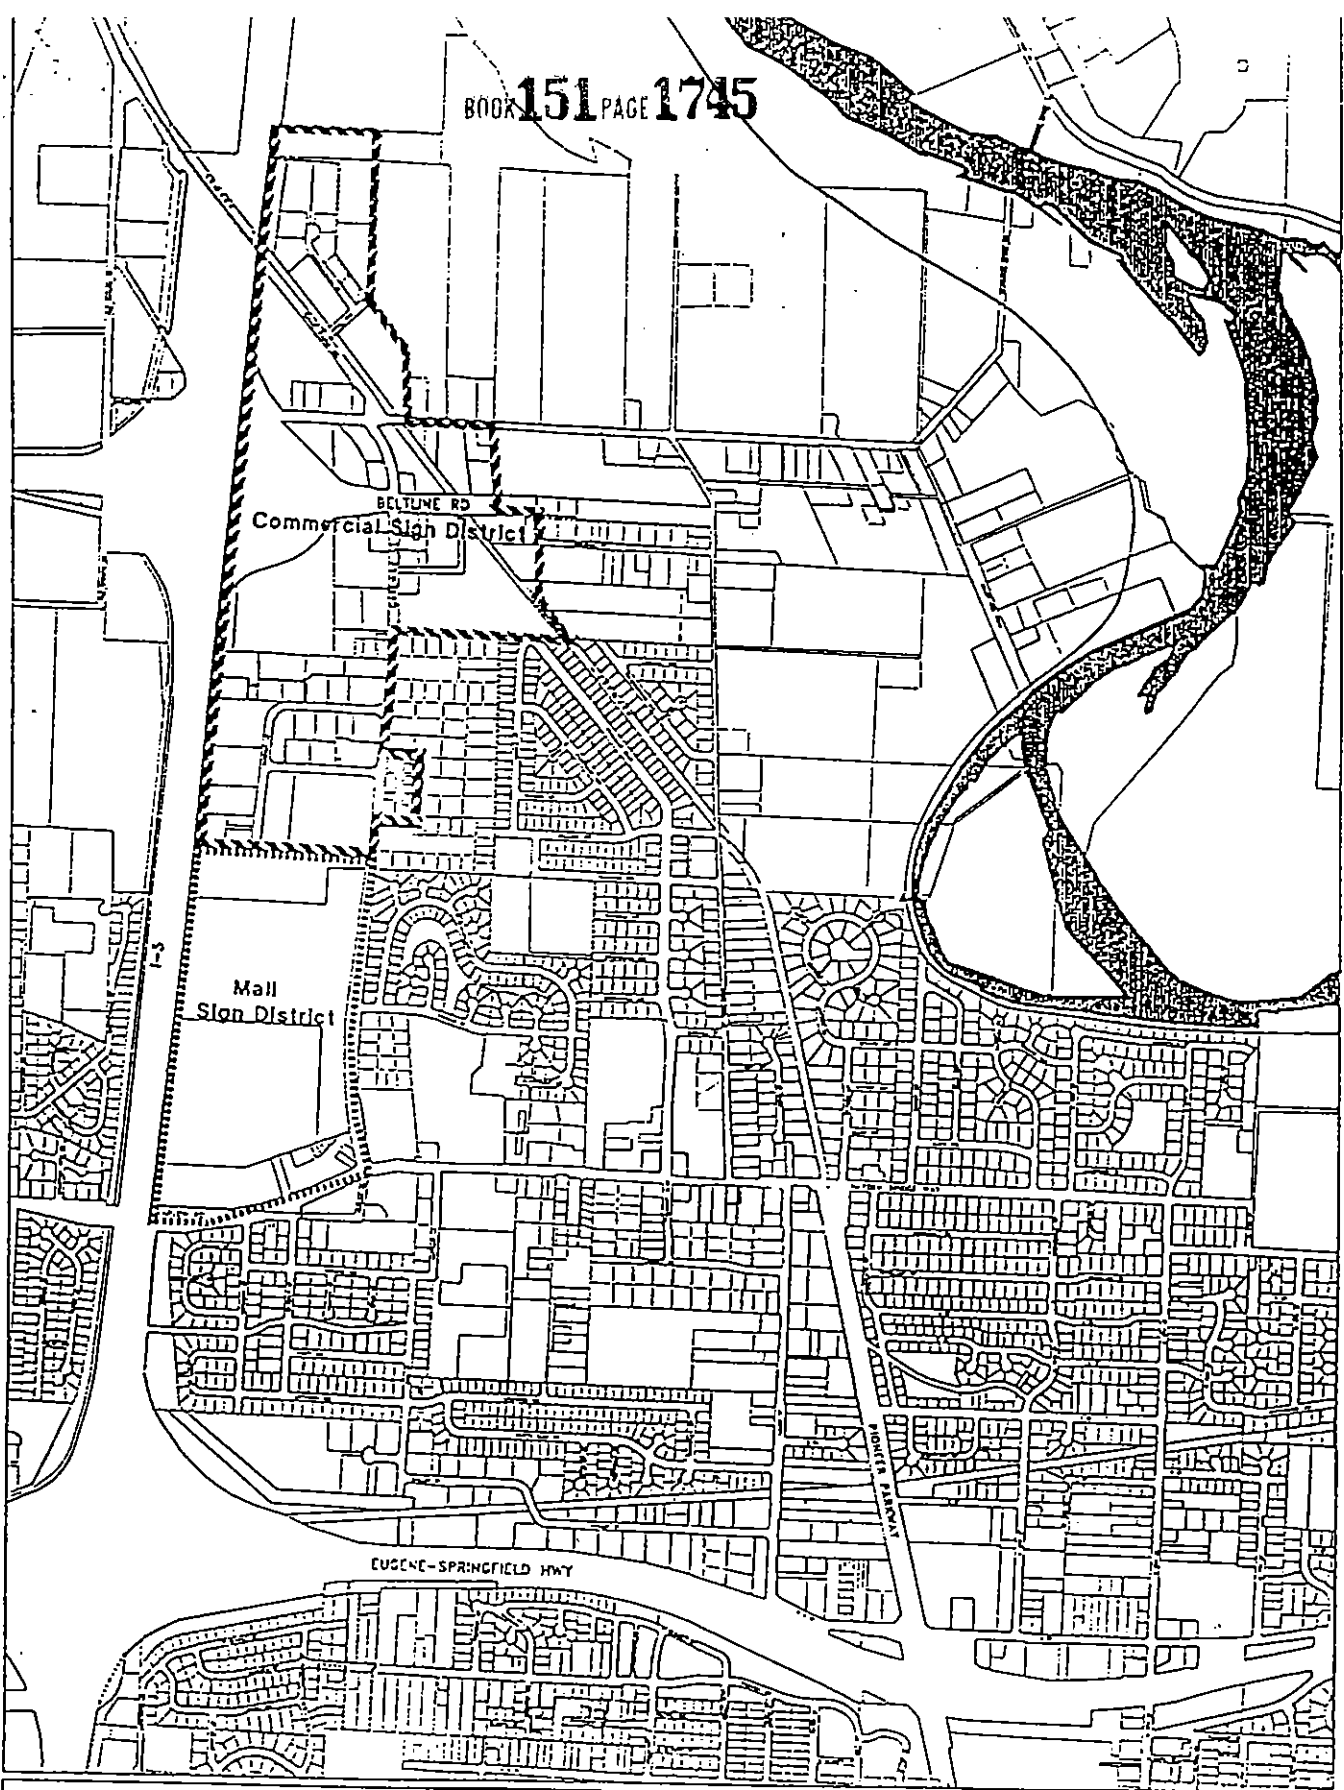 BOOK 151 PAGE 1745
BELTLINE RD
Commercial Sign District
I-5
Mall
Sign District
PIONEER PARKWAY
EUGENE-SPRINGFIELD HWY